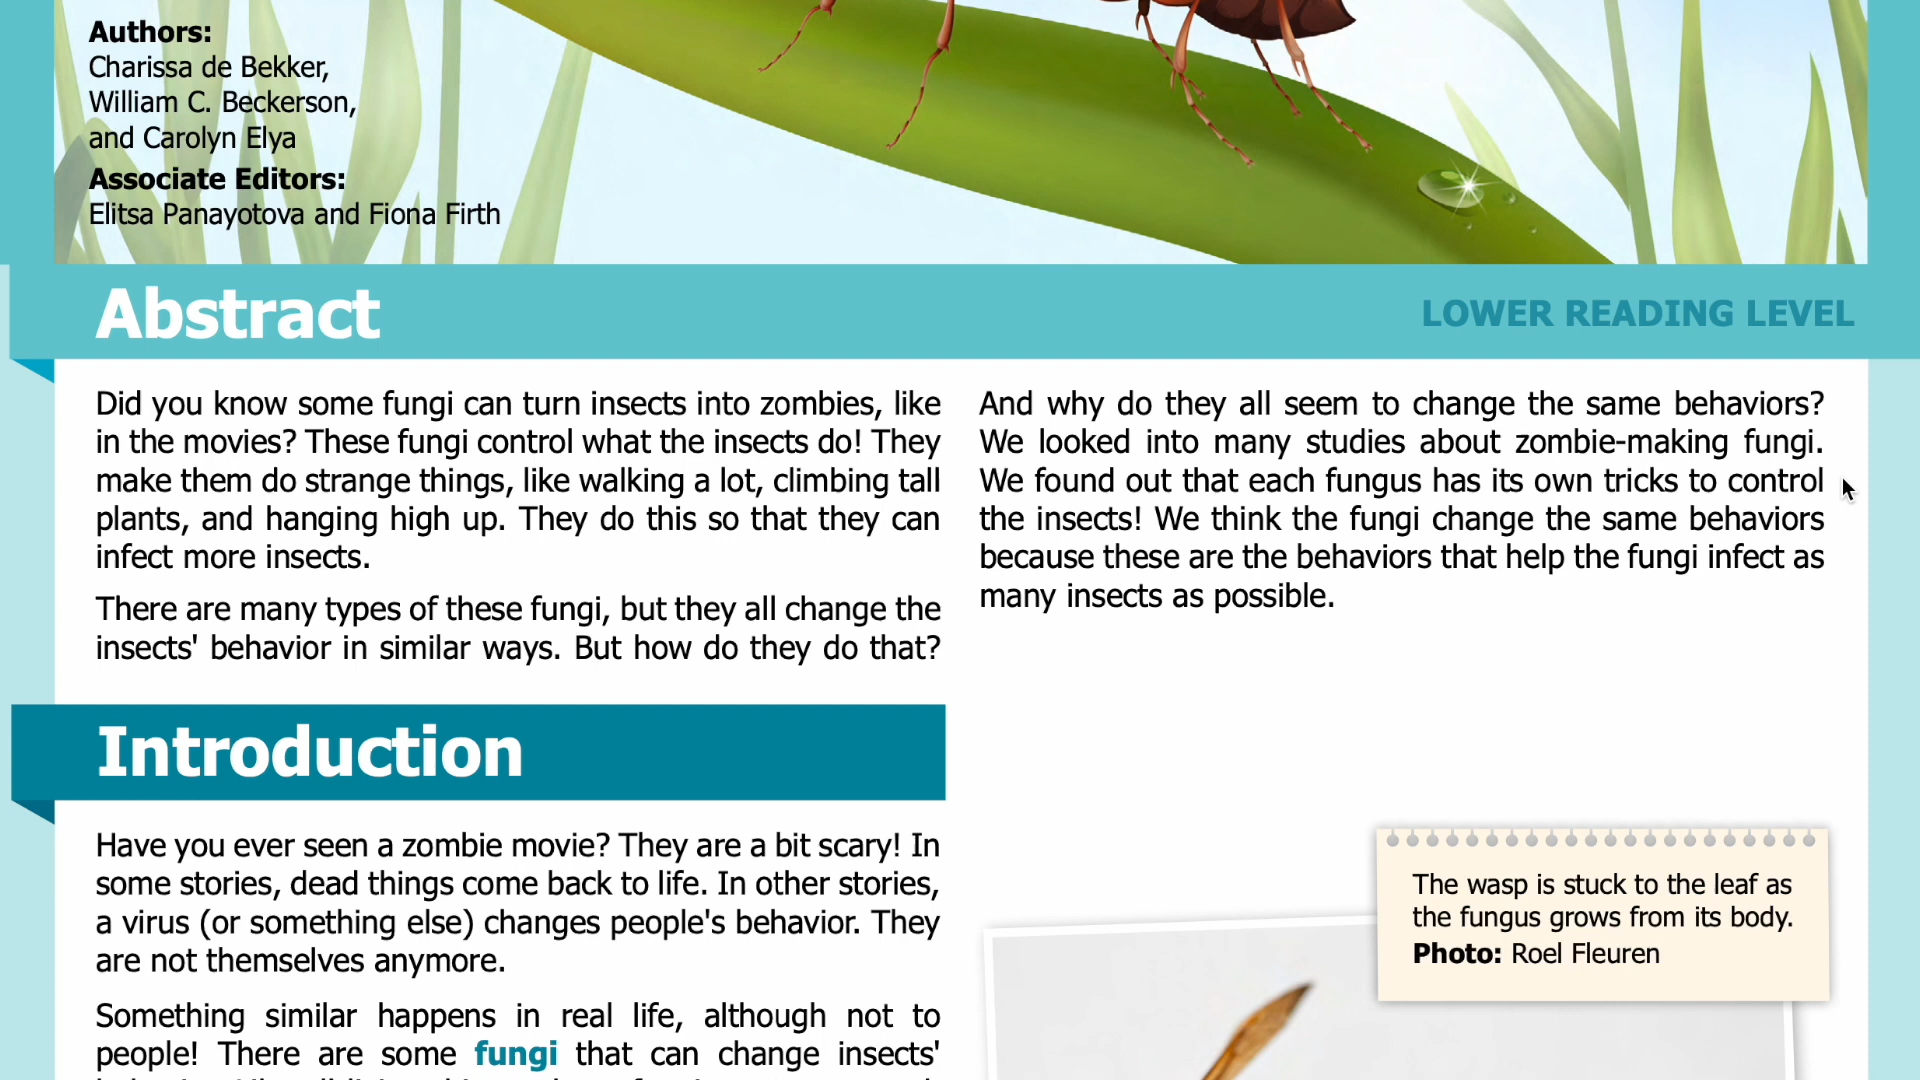 Authors:
Charissa de Bekker,
William C. Beckerson,
and Carolyn Elya
Associate Editors:
Elitsa Panayotova and Fiona Firth
Abstract
LOWER READING LEVEL
Did you know some fungi can turn insects into zombies, like
in the movies? These fungi control what the insects do! They
make them do strange things, like walking a lot, climbing tall
plants, and hanging high up. They do this so that they can
infect more insects.
There are many types of these fungi, but they all change the
insects' behavior in similar ways. But how do they do that?
And why do they all seem to change the same behaviors?
We looked into many studies about zombie-making fungi.
We found out that each fungus has its own tricks to control
the insects! We think the fungi change the same behaviors
because these are the behaviors that help the fungi infect as
many insects as possible.
Introduction
Have you ever seen a zombie movie? They are a bit scary! In
some stories, dead things come back to life. In other stories,
a virus (or something else) changes people's behavior. They
are not themselves anymore.
Something similar happens in real life, although not to
people! There are some fungi that can change insects'
The wasp is stuck to the leaf as
the fungus grows from its body.
Photo: Roel Fleuren